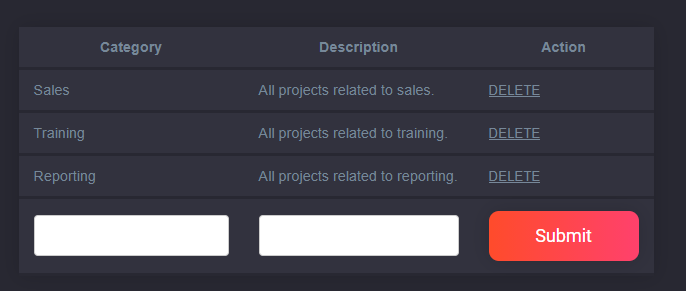 Category Description Action
Sales All projects related to sales. DELETE
Training All projects related to training. DELETE
Reporting All projects related to reporting. DELETE
Submit